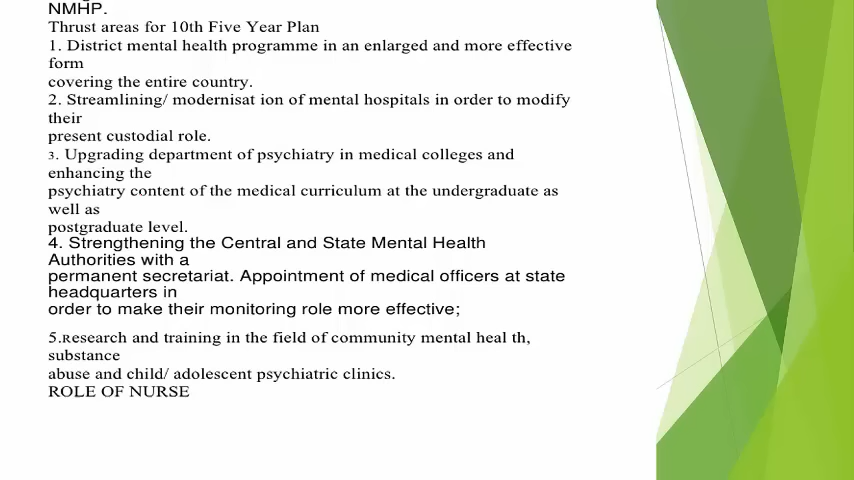 NMHP.
Thrust areas for 10th Five Year Plan
1. District mental health programme in an enlarged and more effective
form
covering the entire country.
2. Streamlining/ modernisat ion of mental hospitals in order to modify
their
present custodial role.
3. Upgrading department of psychiatry in medical colleges and
enhancing the
psychiatry content of the medical curriculum at the undergraduate as
well as
postgraduate level.
4. Strengthening the Central and State Mental Health
Authorities with a
permanent secretariat. Appointment of medical officers at state
headquarters in
order to make their monitoring role more effective;
5.Research and training in the field of community mental heal th,
substance
abuse and child/ adolescent psychiatric clinics.
ROLE OF NURSE